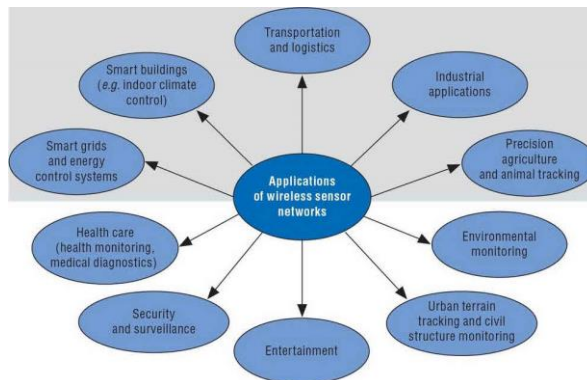 Transportation
and logistics
Smart buildings
(e.g. indoor climate
control)
Industrial
applications
Smart grids
and energy
control systems
Precision
agriculture
and animal tracking
Applications
of wireless sensor
networks
Health care
(health monitoring,
medical diagnostics)
Environmental
monitoring
Security
and surveillance
Entertainment
Urban terrain
tracking and civil
structure monitoring